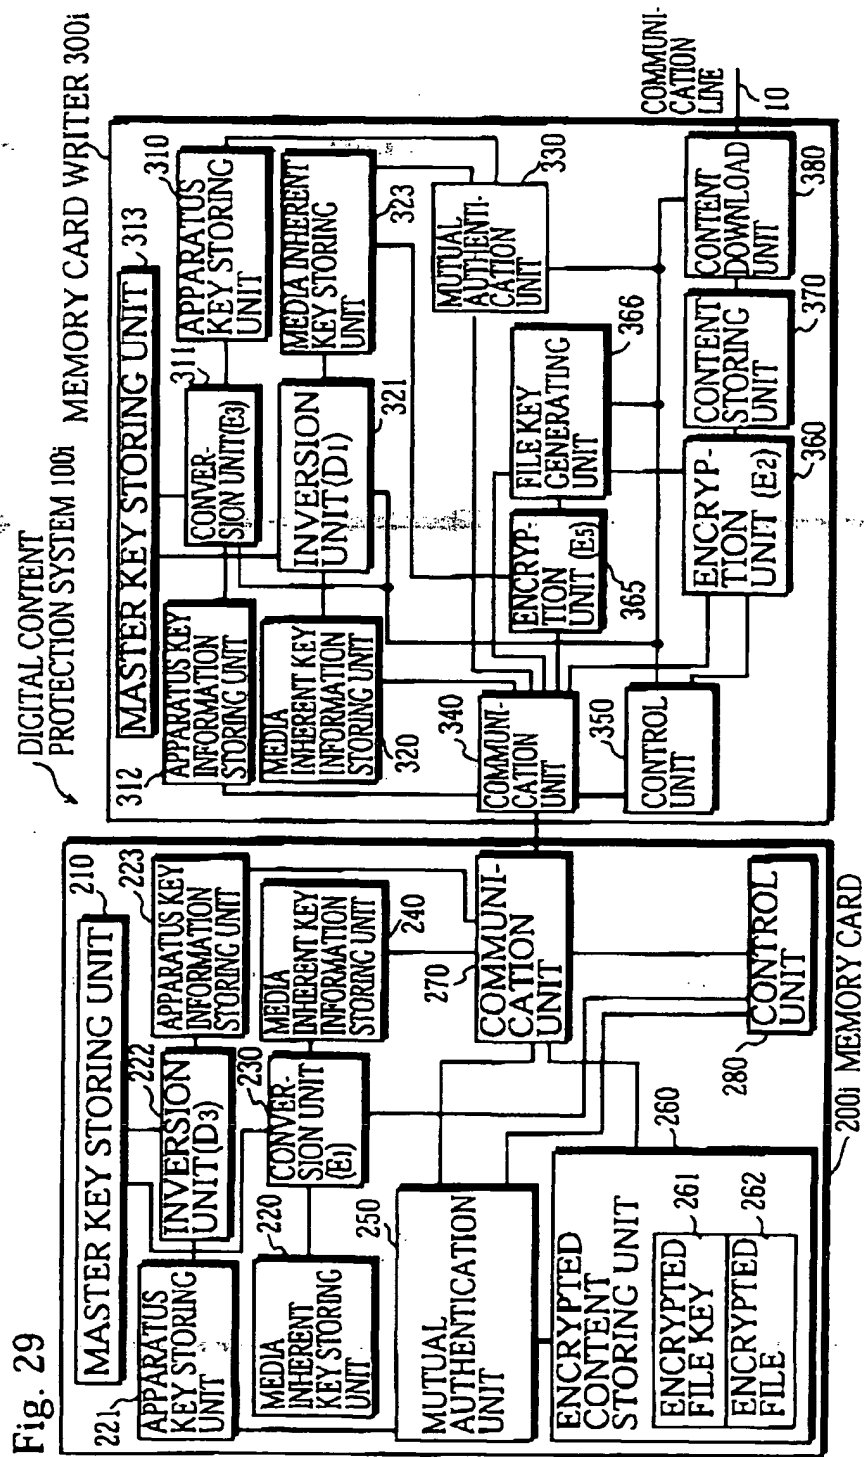 Fig. 29
DIGITAL CONTENT
PROTECTION SYSTEM 100i
MEMORY CARD WRITER 300i
MASTER KEY STORING UNIT
210
APPARATUS
KEY STORING
UNIT
221
INVERSION
UNIT(D3)
222
APPARATUS KEY
INFORMATION
STORING UNIT
223
MEDIA
INHERENT
KEY STORING
UNIT
220
CONVER-
SION UNIT
(E1)
230
MEDIA
INHERENT KEY
INFORMATION
STORING UNIT
240
MUTUAL
AUTHENTICATION
UNIT
250
COMMUNI-
CATION
UNIT
270
ENCRYPTED
CONTENT
STORING UNIT
260
ENCRYPTED
FILE KEY
261
ENCRYPTED
FILE
262
CONTROL
UNIT
280
200i MEMORY CARD
MASTER KEY STORING UNIT
313
APPARATUS KEY
INFORMATION
STORING UNIT
312
CONVER-
SION UNIT(E3)
311
APPARATUS
KEY STORING
UNIT
310
MEDIA
INHERENT KEY
INFORMATION
STORING UNIT
320
INVERSION
UNIT(D1)
321
MEDIA INHERENT
KEY STORING
UNIT
323
MUTUAL
AUTHENTI-
CATION
UNIT
330
COMMUNI-
CATION
UNIT
340
ENCRYP-
TION
UNIT (E5)
365
FILE KEY
GENERATING
UNIT
366
CONTROL
UNIT
350
ENCRYP-
TION
UNIT (E2)
360
CONTENT
STORING
UNIT
370
CONTENT
DOWNLOAD
UNIT
380
COMMUNI-
CATION
LINE
10